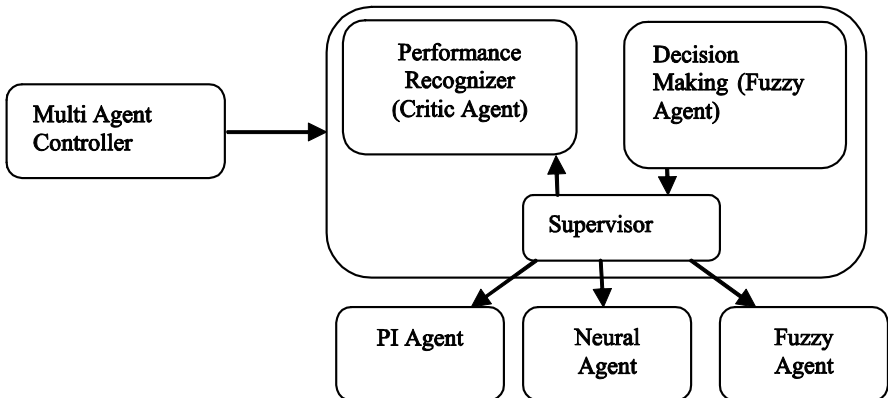 Performance
Recognizer
(Critic Agent)
Decision
Making (Fuzzy
Agent)
Multi Agent
Controller
Supervisor
PI Agent
Neural
Agent
Fuzzy
Agent